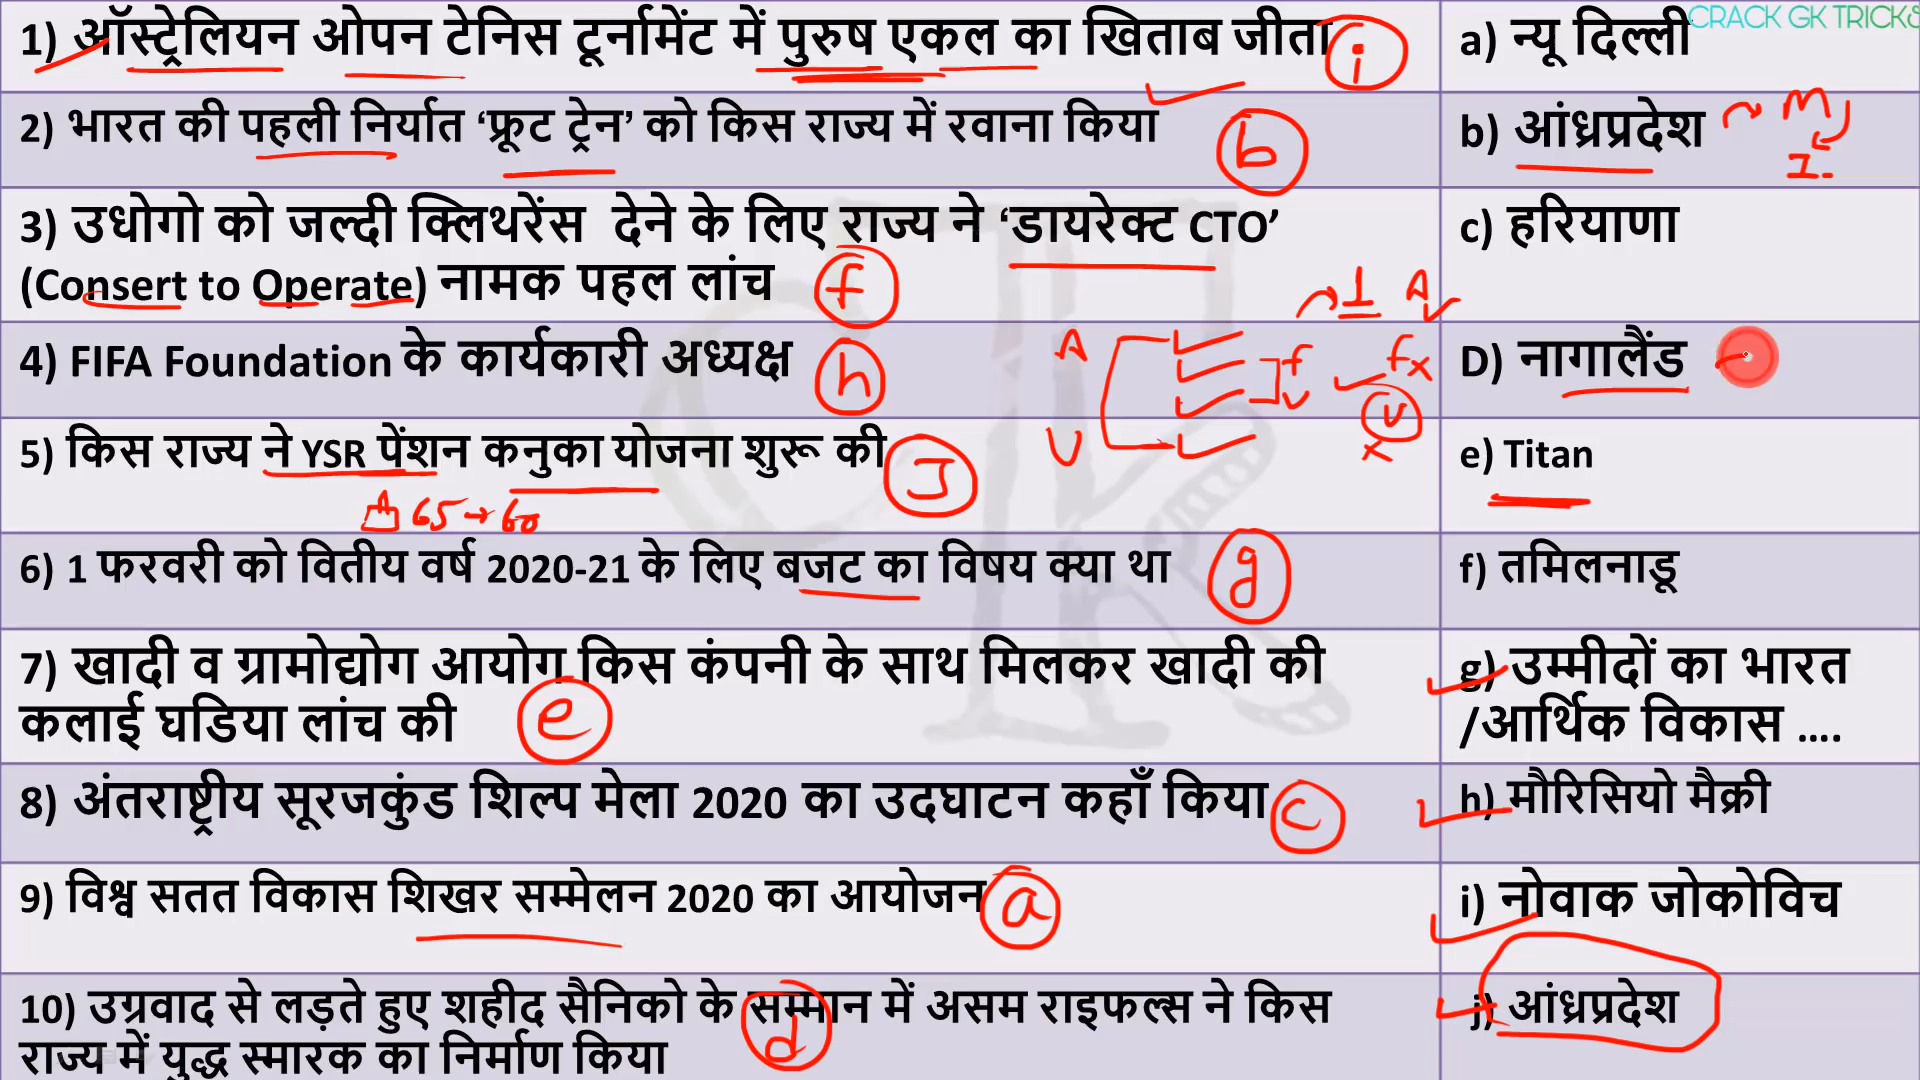 CRACK GK TRICKS
1) ऑस्ट्रेलियन ओपन टेनिस टूर्नामेंट में पुरुष एकल का खिताब जीता i
a) न्यू दिल्ली
2) भारत की पहली निर्यात ‘फ्रूट ट्रेन’ को किस राज्य में रवाना किया b
b) आंध्रप्रदेश M
I
3) उधोगो को जल्दी क्लिथरेंस देने के लिए राज्य ने ‘डायरेक्ट CTO’
(Consert to Operate) नामक पहल लांच f
c) हरियाणा
1 A
4) FIFA Foundation के कार्यकारी अध्यक्ष h
A f fx
U v U
x
D) नागालैंड
5) किस राज्य ने YSR पेंशन कनुका योजना शुरू की J
65 → 60
e) Titan
6) 1 फरवरी को वितीय वर्ष 2020-21 के लिए बजट का विषय क्या था g
f) तमिलनाडू
7) खादी व ग्रामोद्योग आयोग किस कंपनी के साथ मिलकर खादी की
कलाई घडिया लांच की e
g) उम्मीदों का भारत
/आर्थिक विकास ....
8) अंतराष्ट्रीय सूरजकुंड शिल्प मेला 2020 का उदघाटन कहाँ किया c
h) मौरिसियो मैक्री
9) विश्व सतत विकास शिखर सम्मेलन 2020 का आयोजन a
i) नोवाक जोकोविच
10) उग्रवाद से लड़ते हुए शहीद सैनिको के सम्मान में असम राइफल्स ने किस
राज्य में युद्ध स्मारक का निर्माण किया d
j) आंध्रप्रदेश